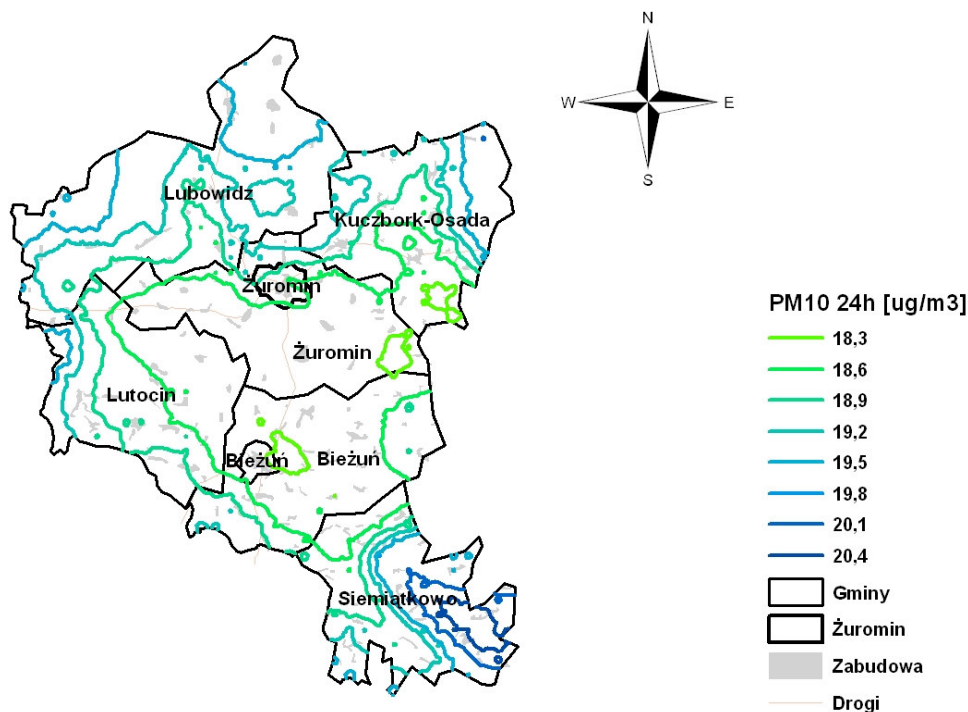 N
W
E
S
Lubowidz
Kuczbork-Osada
Żuromin
Żuromin
Lutocin
Bieżuń
Bieżuń
Siemiątkowo
PM10 24h [ug/m3]
18,3
18,6
18,9
19,2
19,5
19,8
20,1
20,4
Gminy
Żuromin
Zabudowa
Drogi